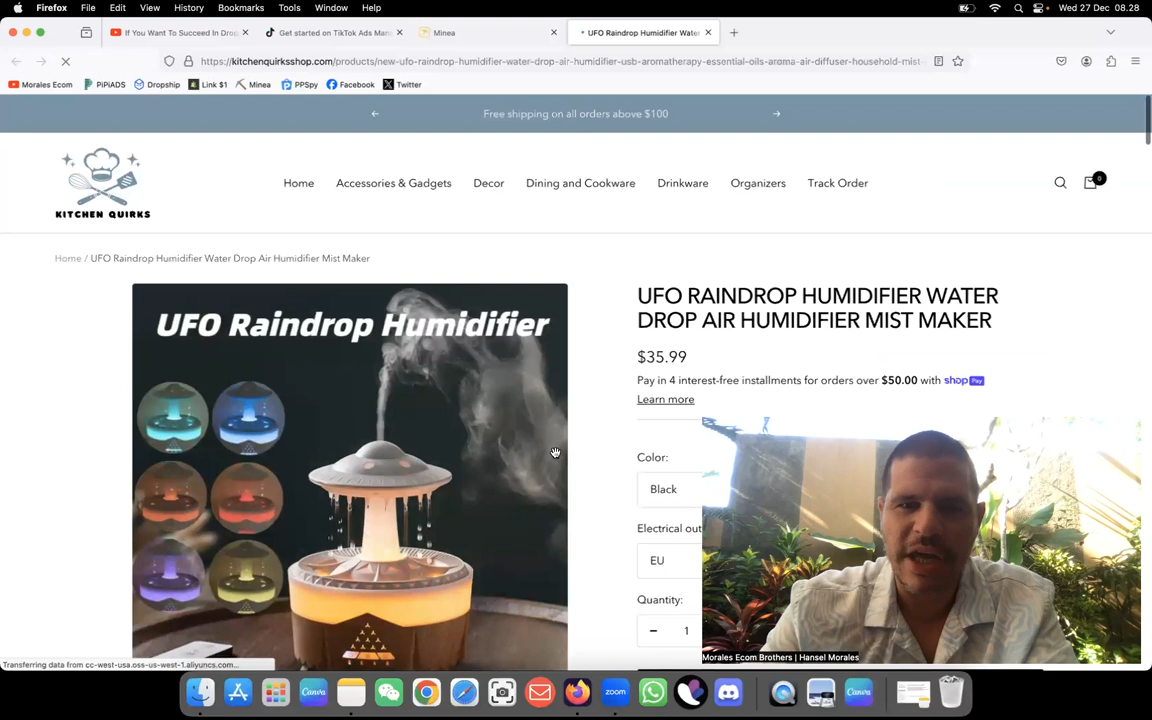 Firefox File Edit View History Bookmarks Tools Window Help Wed 27 Dec 08.28
If You Want To Succeed In Drop
Get started on TikTok Ads Man
Minea
UFO Raindrop Humidifier Wate
https://kitchenquirksshop.com/products/new-ufo-raindrop-humidifier-water-drop-air-humidifier-usb-aromatherapy-essential-oils-aroma-air-diffuser-household-mist
Morales Ecom PiPiADS Dropship Link $1 Minea PPSpy Facebook Twitter
Free shipping on all orders above $100
KITCHEN QUIRKS
Home Accessories & Gadgets Decor Dining and Cookware Drinkware Organizers Track Order
0
Home / UFO Raindrop Humidifier Water Drop Air Humidifier Mist Maker
UFO Raindrop Humidifier
UFO RAINDROP HUMIDIFIER WATER
DROP AIR HUMIDIFIER MIST MAKER
$35.99
Pay in 4 interest-free installments for orders over $50.00 with shop Pay
Learn more
Color:
Black
Electrical out
EU
Quantity:
1
Morales Ecom Brothers | Hansel Morales
Transferring data from cc-west-usa.oss-us-west-1.aliyuncs.com...
Canva
zoom
Canva